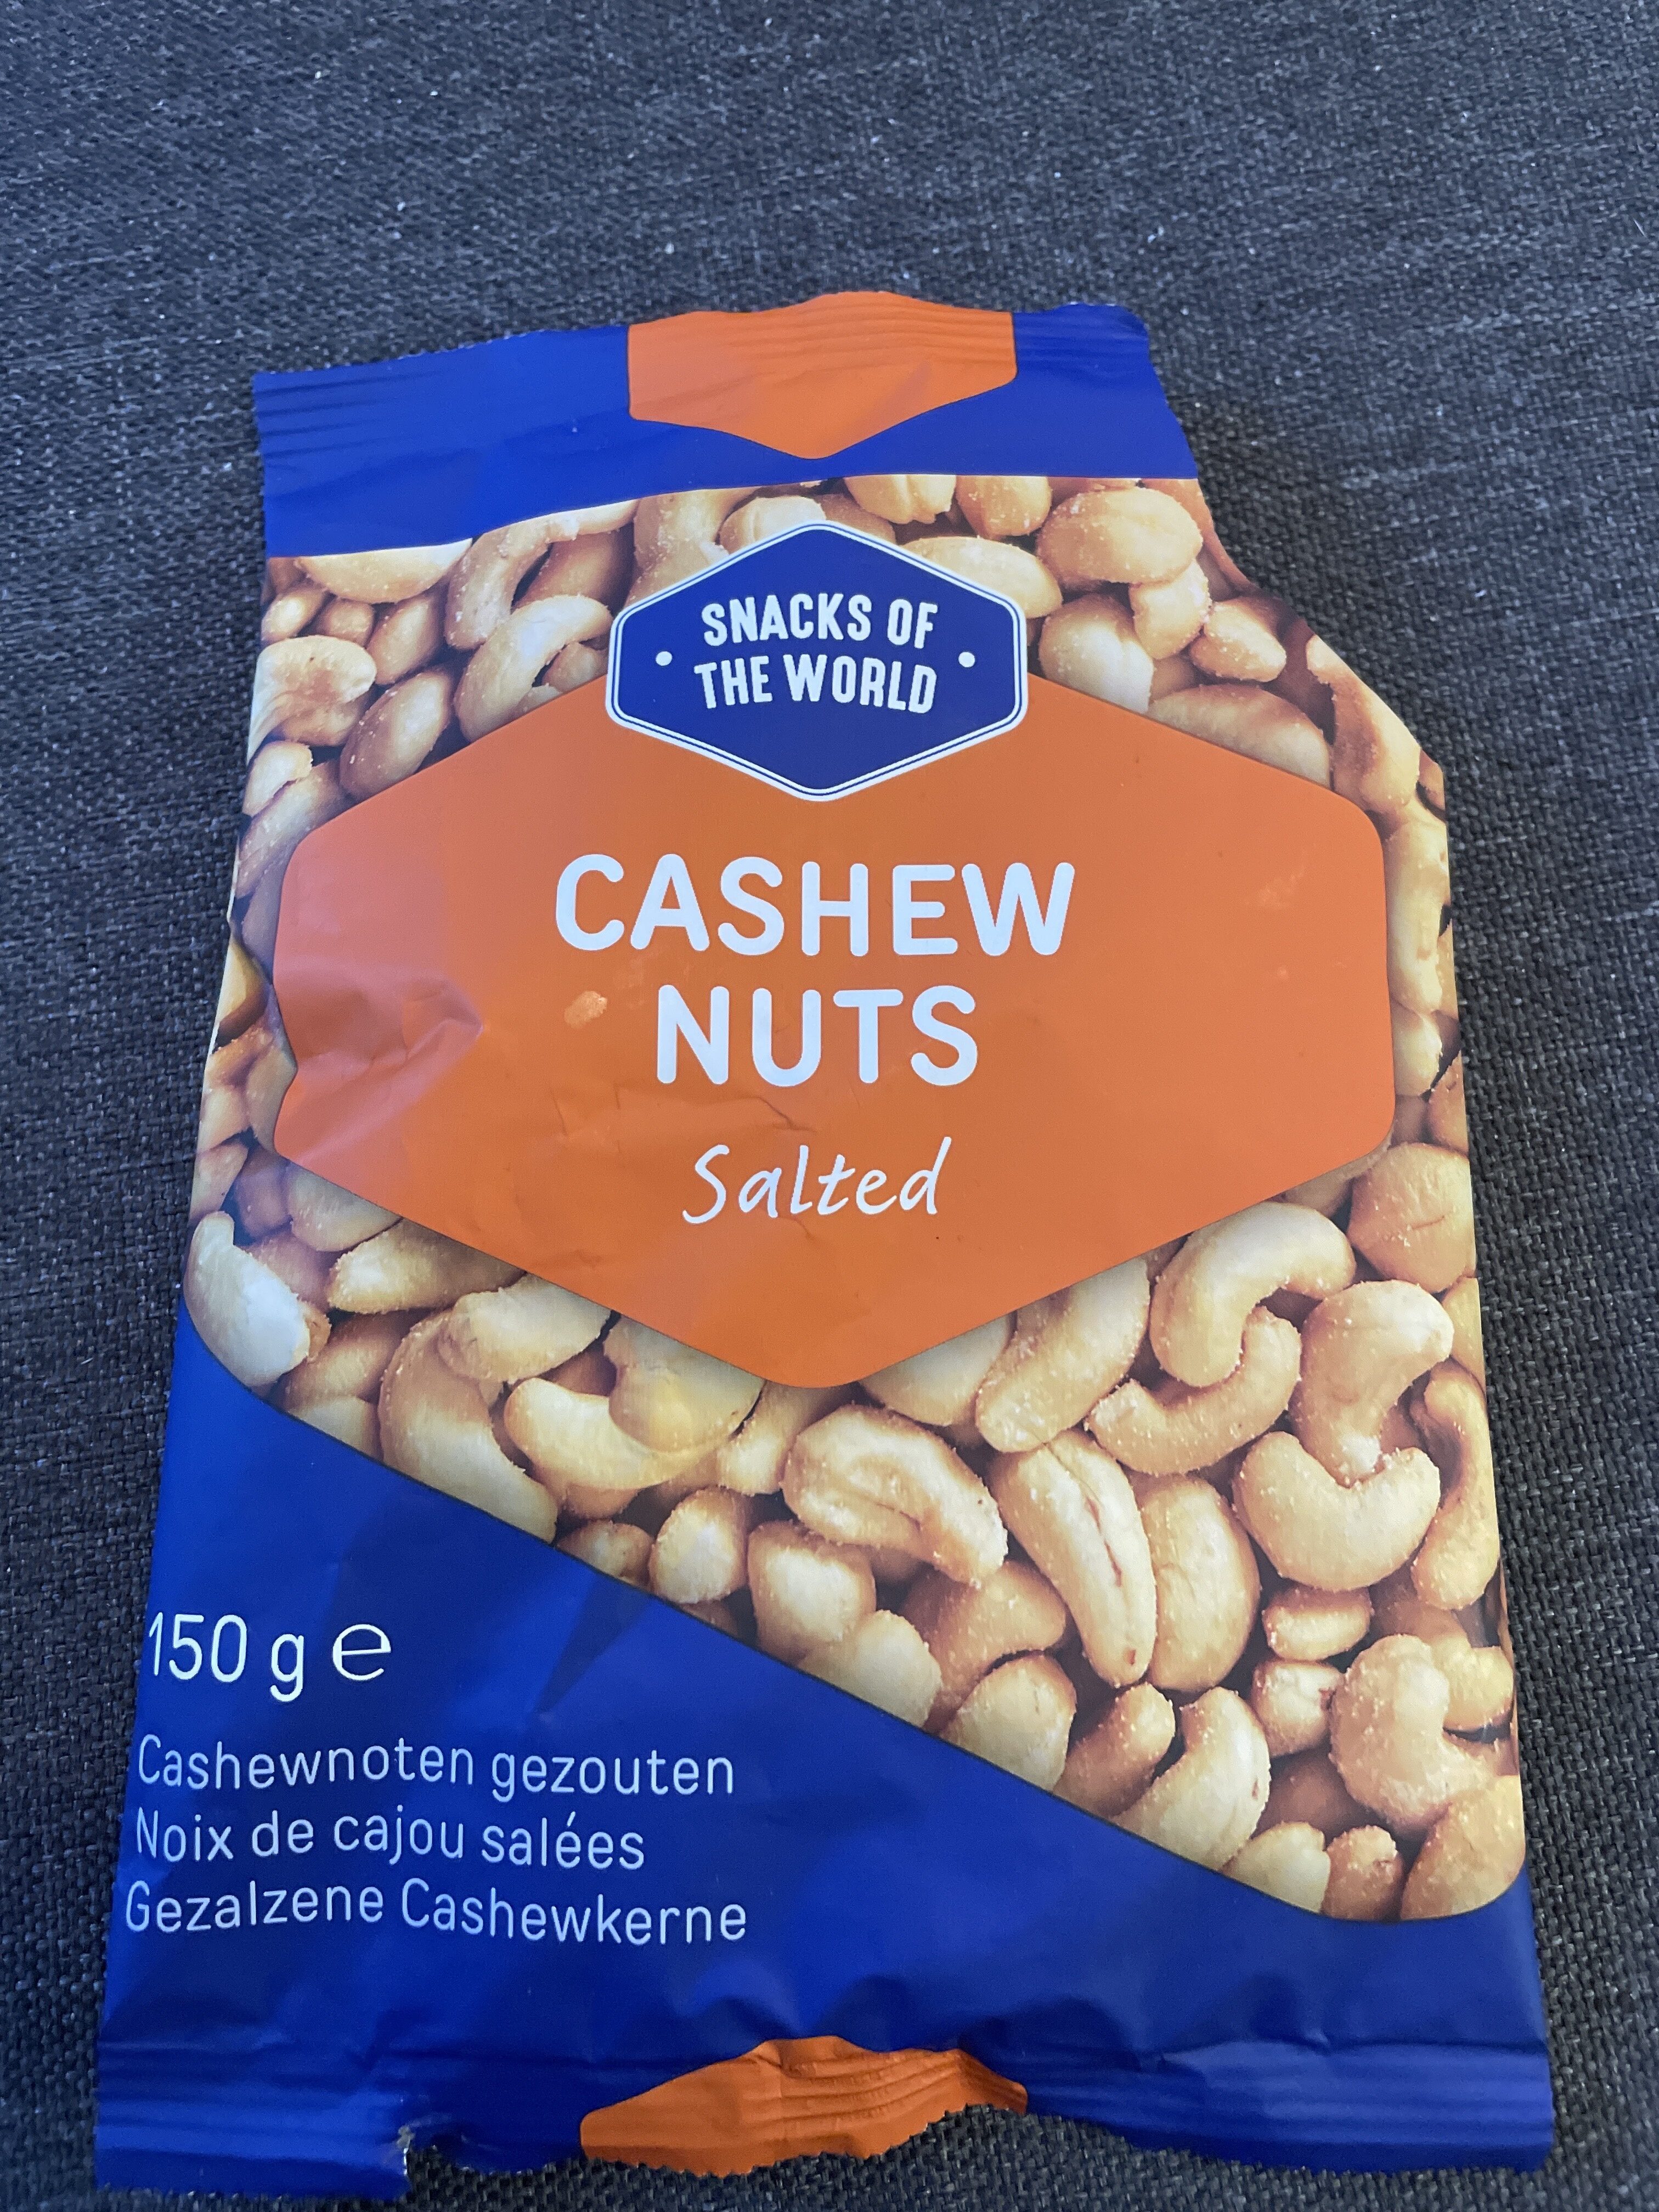 SNACKS OF
THE WORLD
CASHEW
NUTS
Salted
150 g ℮
Cashewnoten gezouten
Noix de cajou salées
Gezalzene Cashewkerne